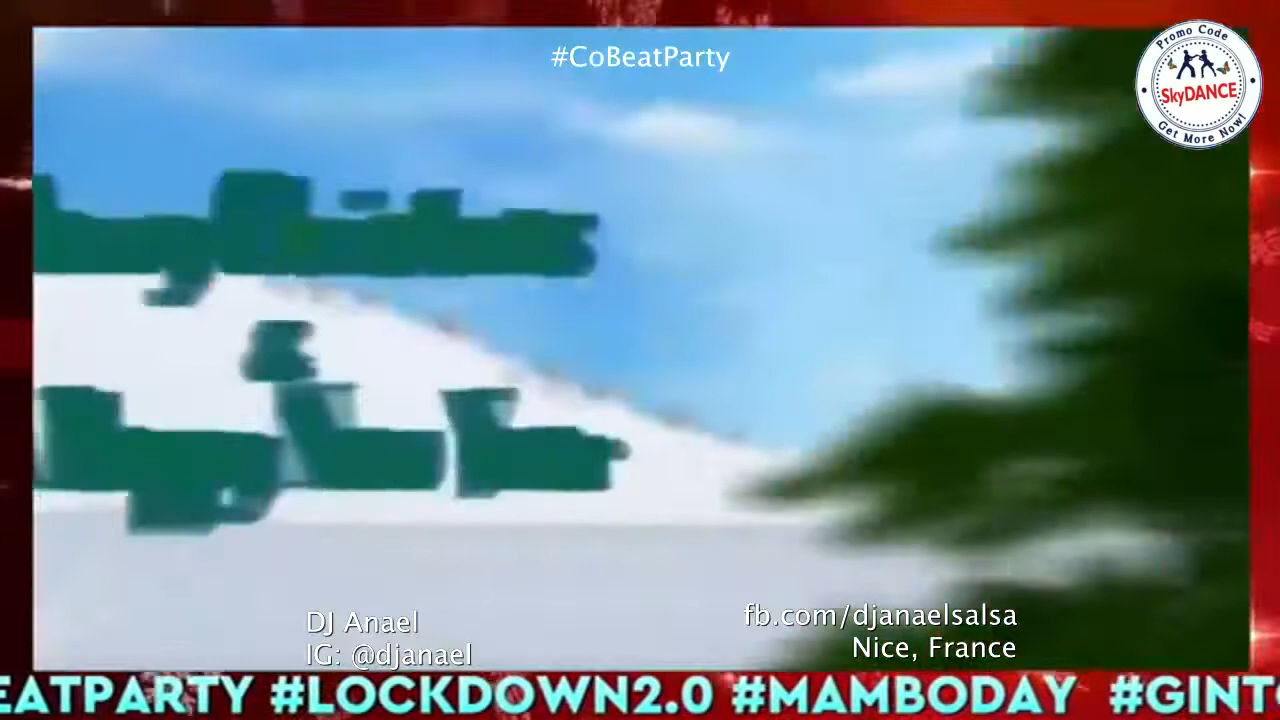 #CoBeatParty
Promo Code
SkyDANCE
Get More Now!
DJ Anael
IG: @djanael
fb.com/djanaelsalsa
Nice, France
EATPARTY #LOCKDOWN2.0 #MAMBODAY #GINT